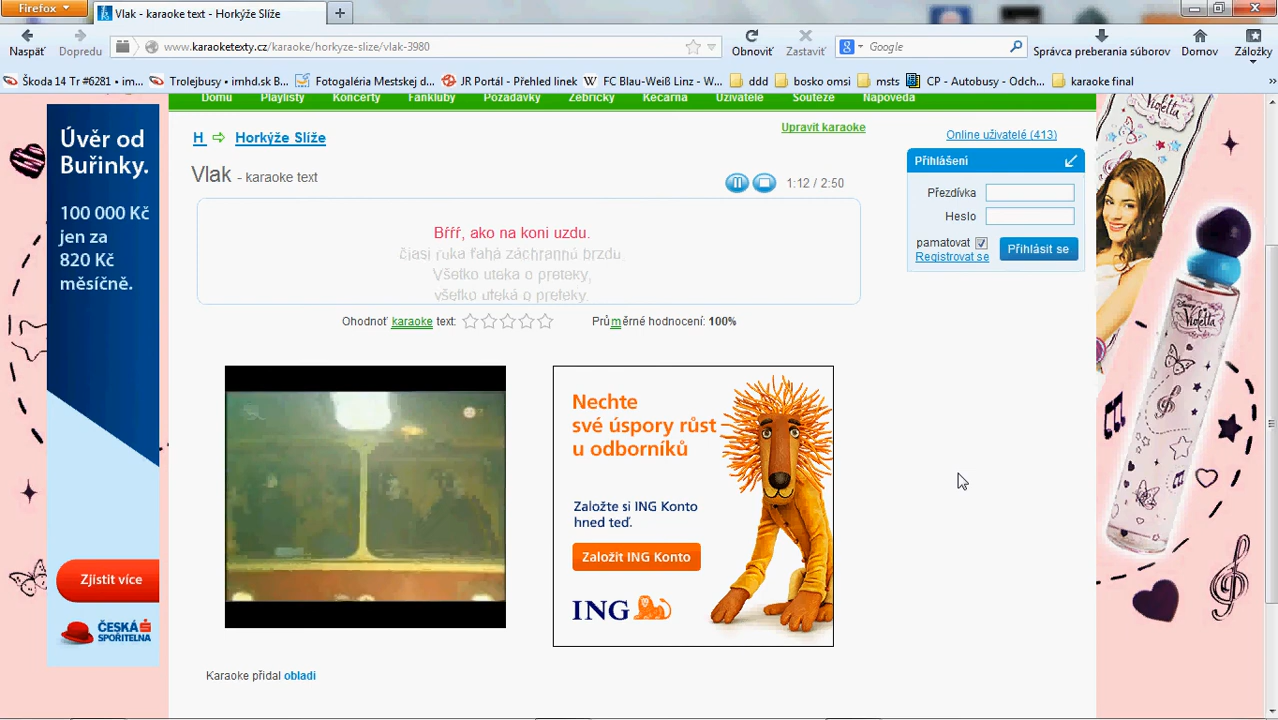 Firefox
Vlak - karaoke text - Horkýže Slíže
Naspäť
Dopredu
www.karaoketexty.cz/karaoke/horkyze-slize/vlak-3980
Obnoviť
Zastaviť
Google
Správca preberania súborov
Domov
Záložky
Škoda 14 Tr #6281 • im...
Trolejbusy • imhd.sk B...
Fotogaléria Mestskej d...
JR Portál - Přehled linek
FC Blau-Weiß Linz - W...
ddd
bosko omsi
msts
CP - Autobusy - Odch...
karaoke final
»
Domů Playlisty Koncerty Fankluby Požadavky Žebříčky Kecárna Uživatelé Soutěže Nápověda
H Horkýže Slíže
Upravit karaoke
Online uživatelé (413)
Vlak - karaoke text
1:12 / 2:50
Bŕŕŕ, ako na koni uzdu.
čiasi ruka ťahá záchrannú brzdu
Všetko uteká o preteky,
všetko uteká o preteky.
Ohodnoť karaoke text:
Průměrné hodnocení: 100%
Přihlášení
Přezdívka
Heslo
pamatovat
Přihlásit se
Registrovat se
Úvěr od
Buřinky.
100 000 Kč
jen za
820 Kč
měsíčně.
Zjistit více
ČESKÁ
SPOŘITELNA
Nechte
své úspory růst
u odborníků
Založte si ING Konto
hned teď.
Založit ING Konto
ING
Karaoke přidal obladi
Violetta
Disney
Violetta